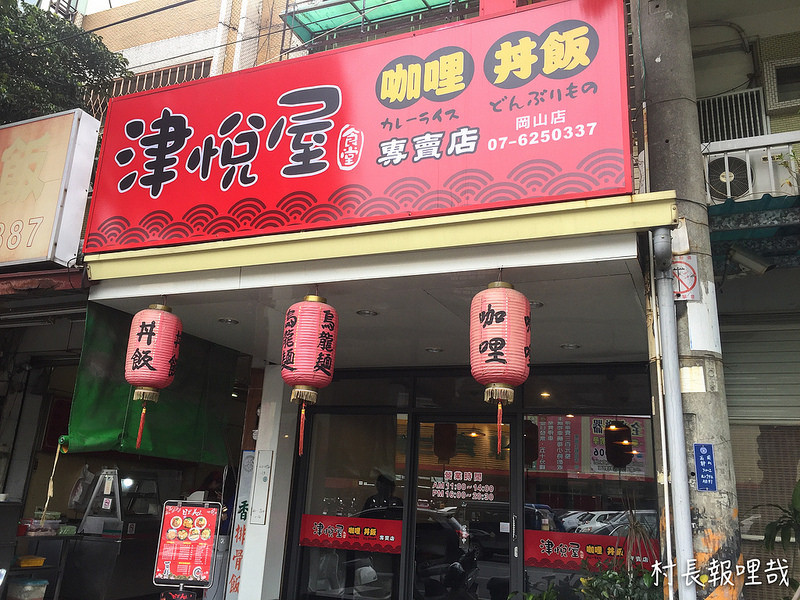 津悅屋
食堂
咖哩
カレーライス
丼飯
どんぶりもの
專賣店
岡山店
07-6250337
887
丼飯
烏龍麵
烏龍麵
咖哩
營業時間
AM 11:00~14:00
PM 16:00~20:30
津悅屋 咖哩 丼飯 專賣店
津悅屋 咖哩 丼飯 專賣店
香排骨飯
村長報哩哉